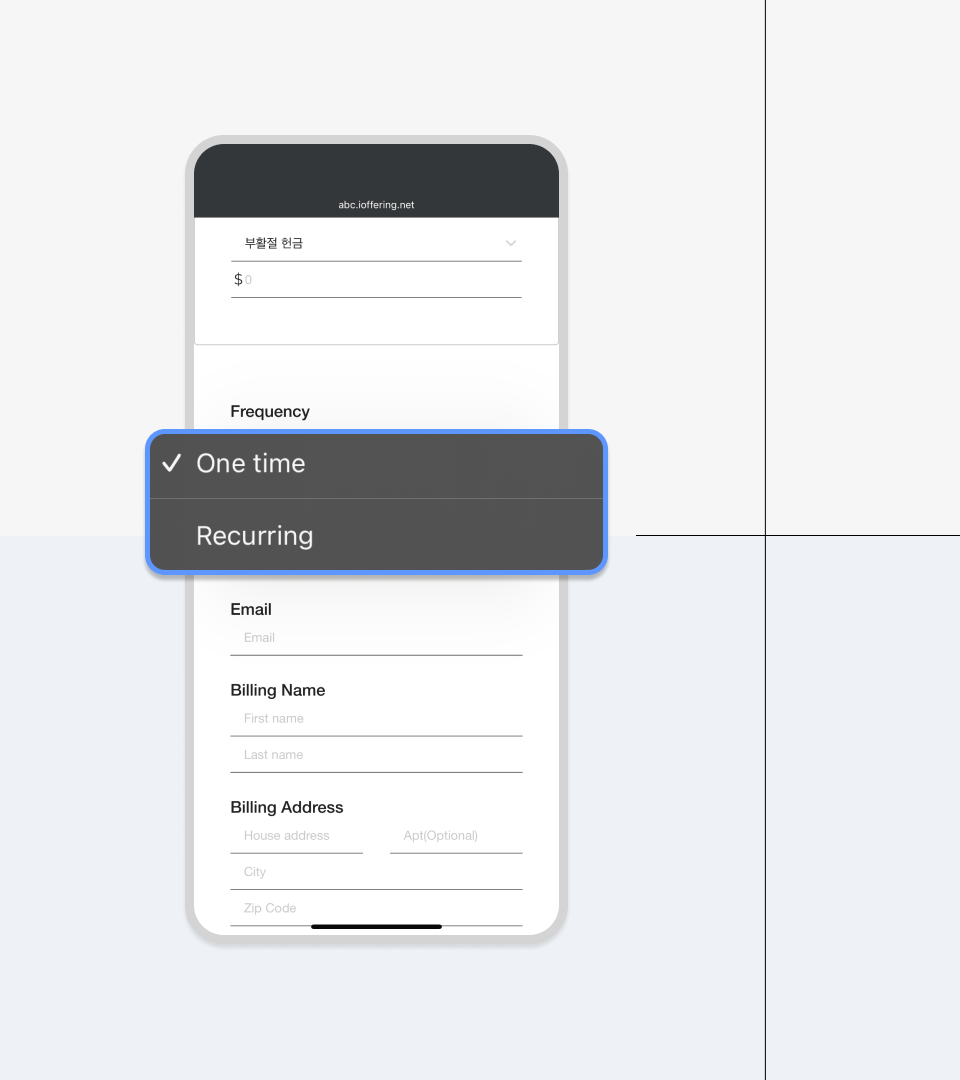 abc.ioffering.net
부활절 헌금
$ 0
Frequency
One time
Recurring
Email
Email
Billing Name
First name
Last name
Billing Address
House address Apt(Optional)
City
Zip Code